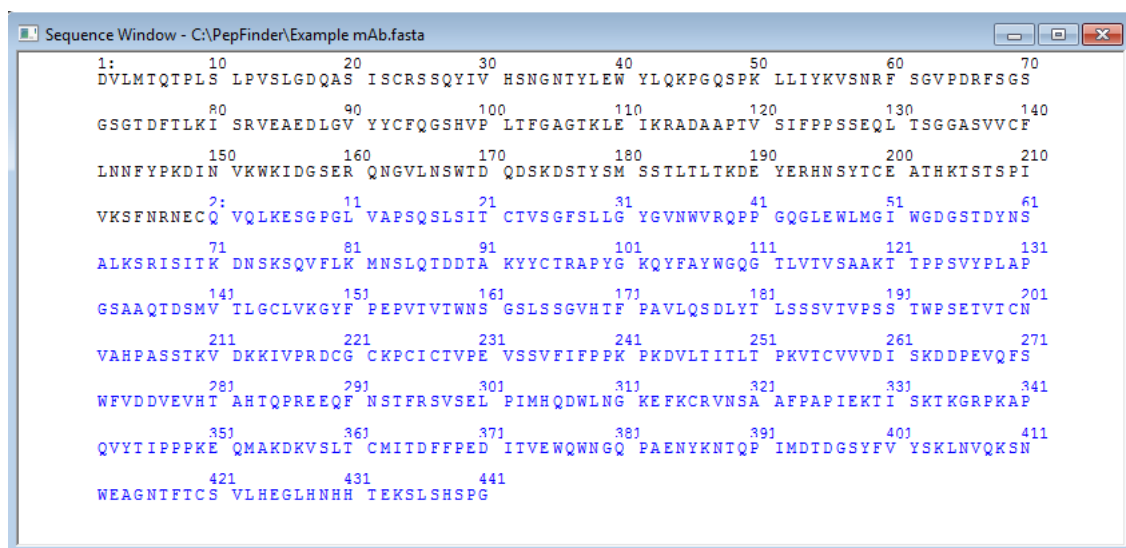 Sequence Window - C:\PepFinder\Example mAb.fasta
1: 10 20 30 40 50 60 70
DVLMTQTPLS LPVSLGDQAS ISCRSSQYIV HSNGNTYLEW YLQKPGQSPK LLIYKVSNRF SGVPDRFSGS
80 90 100 110 120 130 140
GSGTDFTLKI SRVEAEDLGV YYCFQGSHVP LTFGAGTKLE IKRADAAPTV SIFPPSSEQL TSGGASVVCF
150 160 170 180 190 200 210
LNNFYPKDIN VKWKIDGSER QNGVLNSWTD QDSKDSTYSM SSTLTLTKDE YERHNSYTCE ATHKTSTSPI
2: 11 21 31 41 51 61
VKSFNRNECQ VQLKESGPGL VAPSQSLSIT CTVSGFSLLG YGVNWVRQPP GQGLEWLMGI WGDGSTDYNS
71 81 91 101 111 121 131
ALKSRISITK DNSKSQVFLK MNSLQTDDTA KYYCTRAPYG KQYFAYWGQG TLVTVSAAKT TPPSVYPLAP
141 151 161 171 181 191 201
GSAAQTDSMV TLGCLVKGYF PEPVTVTWNS GSLSSGVHTF PAVLQSDLYT LSSSVTVPSS TWPSETVTCN
211 221 231 241 251 261 271
VAHPASSTKV DKKIVPRDCG CKPCICTVPE VSSVFIFPPK PKDVLTITLT PKVTCVVVDI SKDDPEVQFS
281 291 301 311 321 331 341
WFVDDVEVHT AHTQPREEQF NSTFRSVSEL PIMHQDWLNG KEFKCRVNSA AFPAPIEKTI SKTKGRPKAP
351 361 371 381 391 401 411
QVYTIPPPKE QMAKDKVSLT CMITDFFPED ITVEWQWNGQ PAENYKNTQP IMDTDGSYFV YSKLNVQKSN
421 431 441
WEAGNTFTCS VLHEGLHNHH TEKSLSHSPG